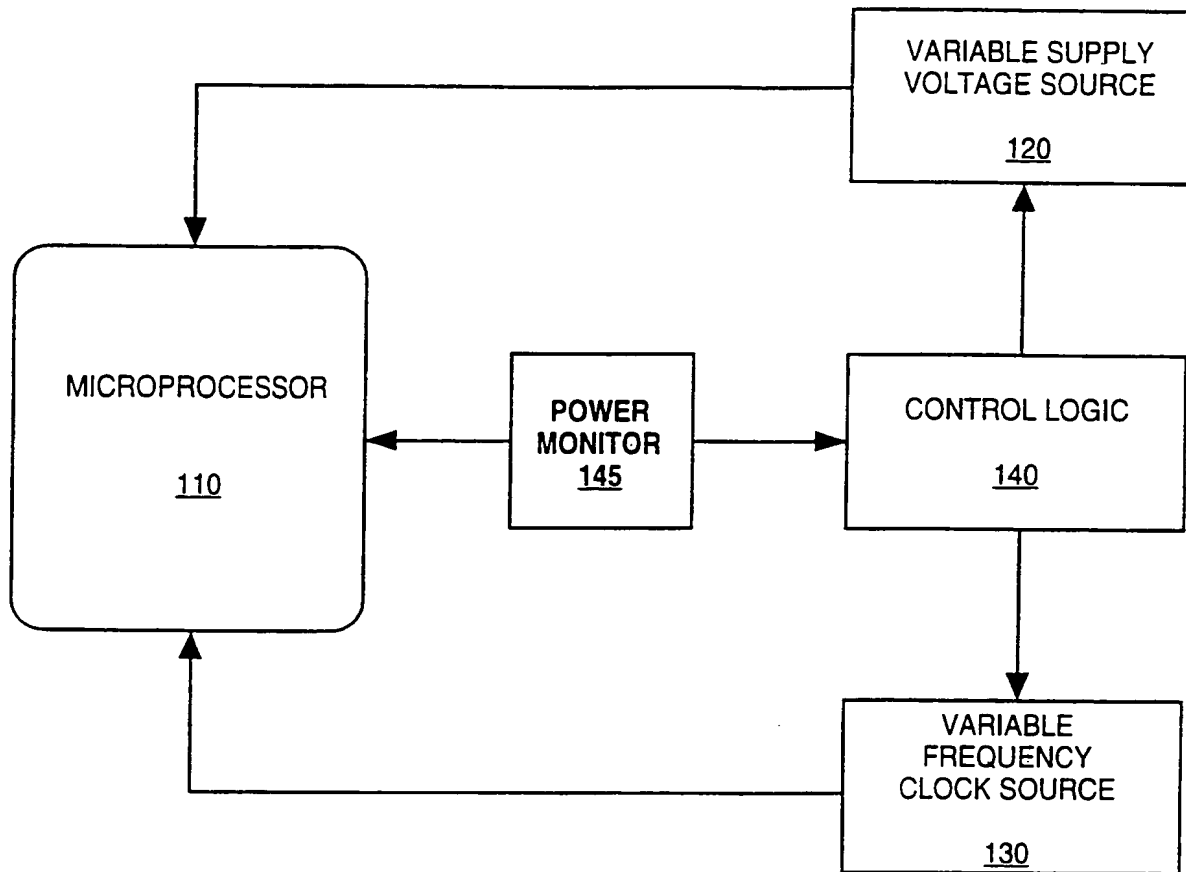 VARIABLE SUPPLY
VOLTAGE SOURCE
120
MICROPROCESSOR
110
POWER
MONITOR
145
CONTROL LOGIC
140
VARIABLE
FREQUENCY
CLOCK SOURCE
130